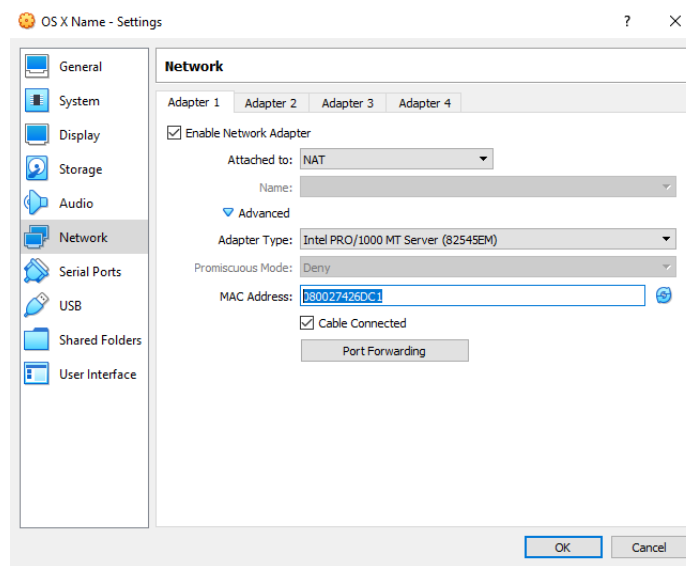 OS X Name - Settings
?
General
System
Display
Storage
Audio
Network
Serial Ports
USB
Shared Folders
User Interface
Network
Adapter 1 Adapter 2 Adapter 3 Adapter 4
Enable Network Adapter
Attached to: NAT
Name:
Advanced
Adapter Type: Intel PRO/1000 MT Server (82545EM)
Promiscuous Mode: Deny
MAC Address: 080027426DC1
Cable Connected
Port Forwarding
OK Cancel